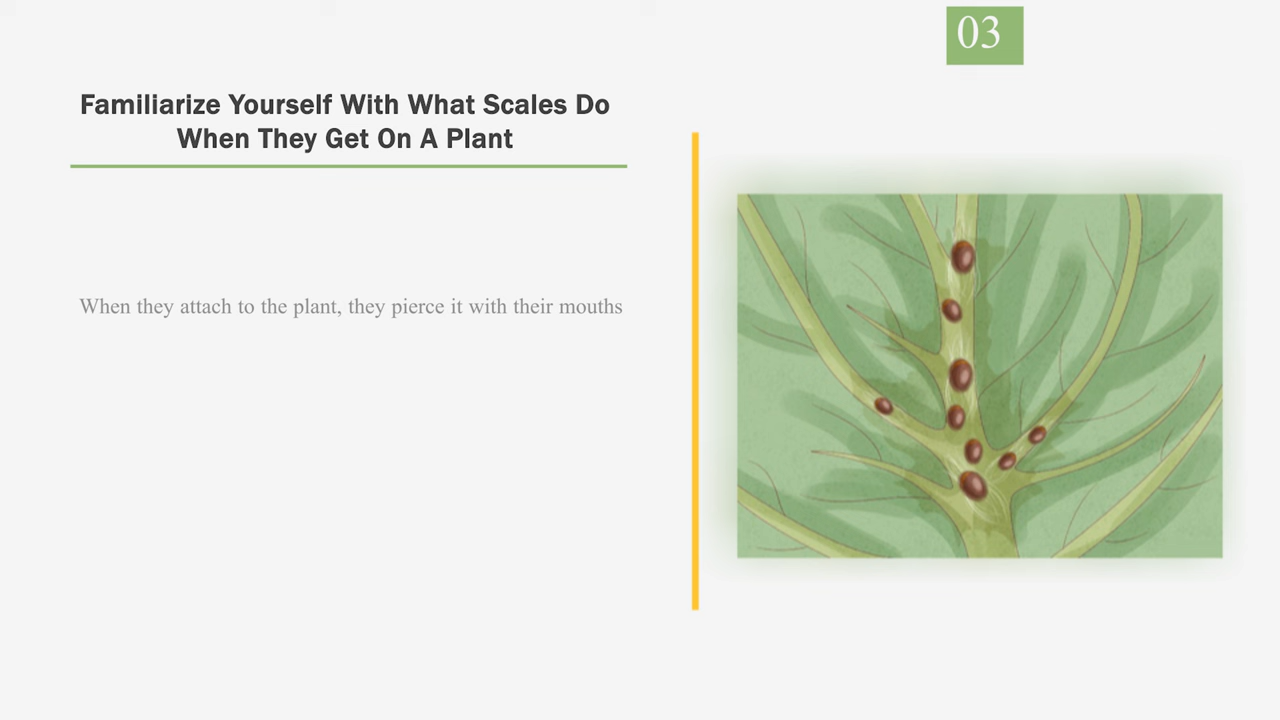 03
Familiarize Yourself With What Scales Do
When They Get On A Plant
When they attach to the plant, they pierce it with their mouths